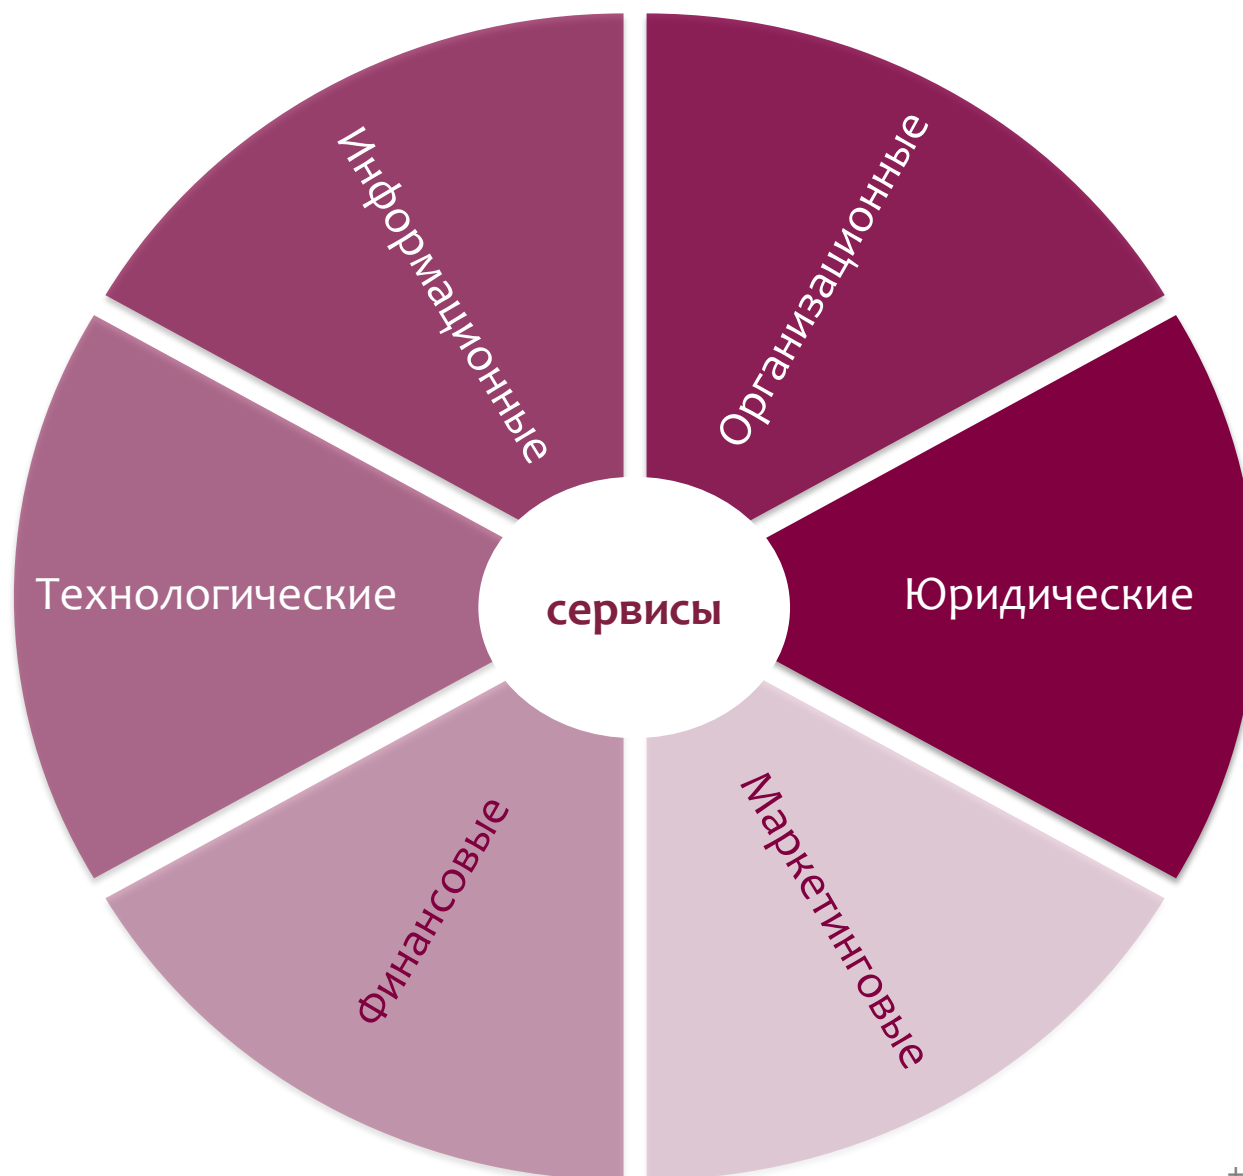 Информационные
Организационные
Технологические
сервисы
Юридические
Финансовые
Маркетинговые
+